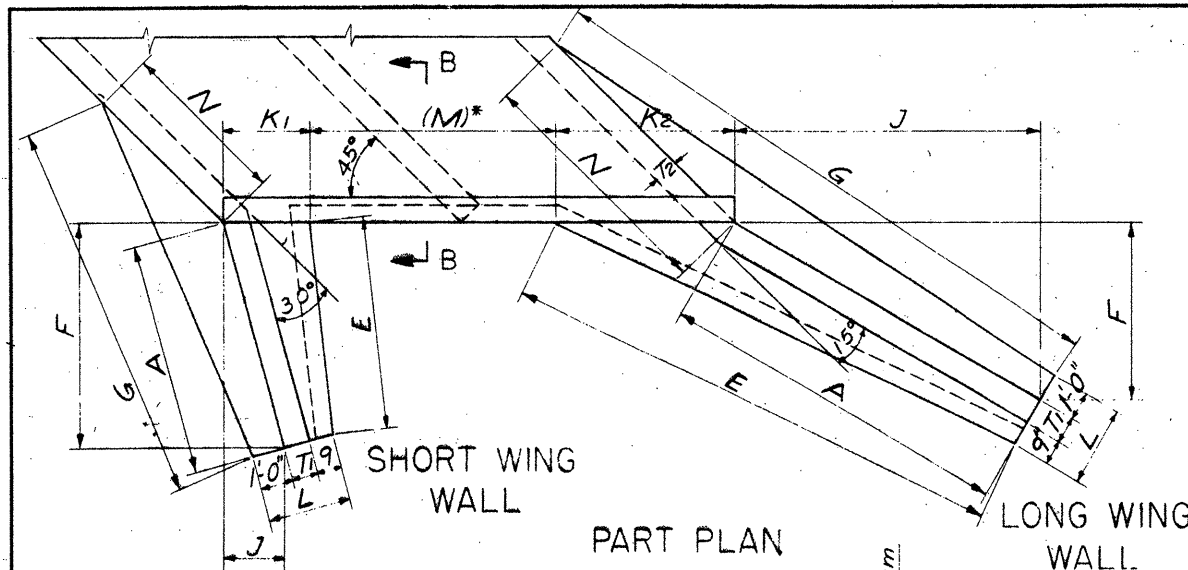 B
N
K1
(M)*
K2
J
45°
T2
N
G
B
30°
F
A
G
E
F
15°
E
A
1'-0"
T1
9"
L
1'-0"
T1
9
L
J
SHORT WING
WALL
PART PLAN
LONG WING
WALL
m